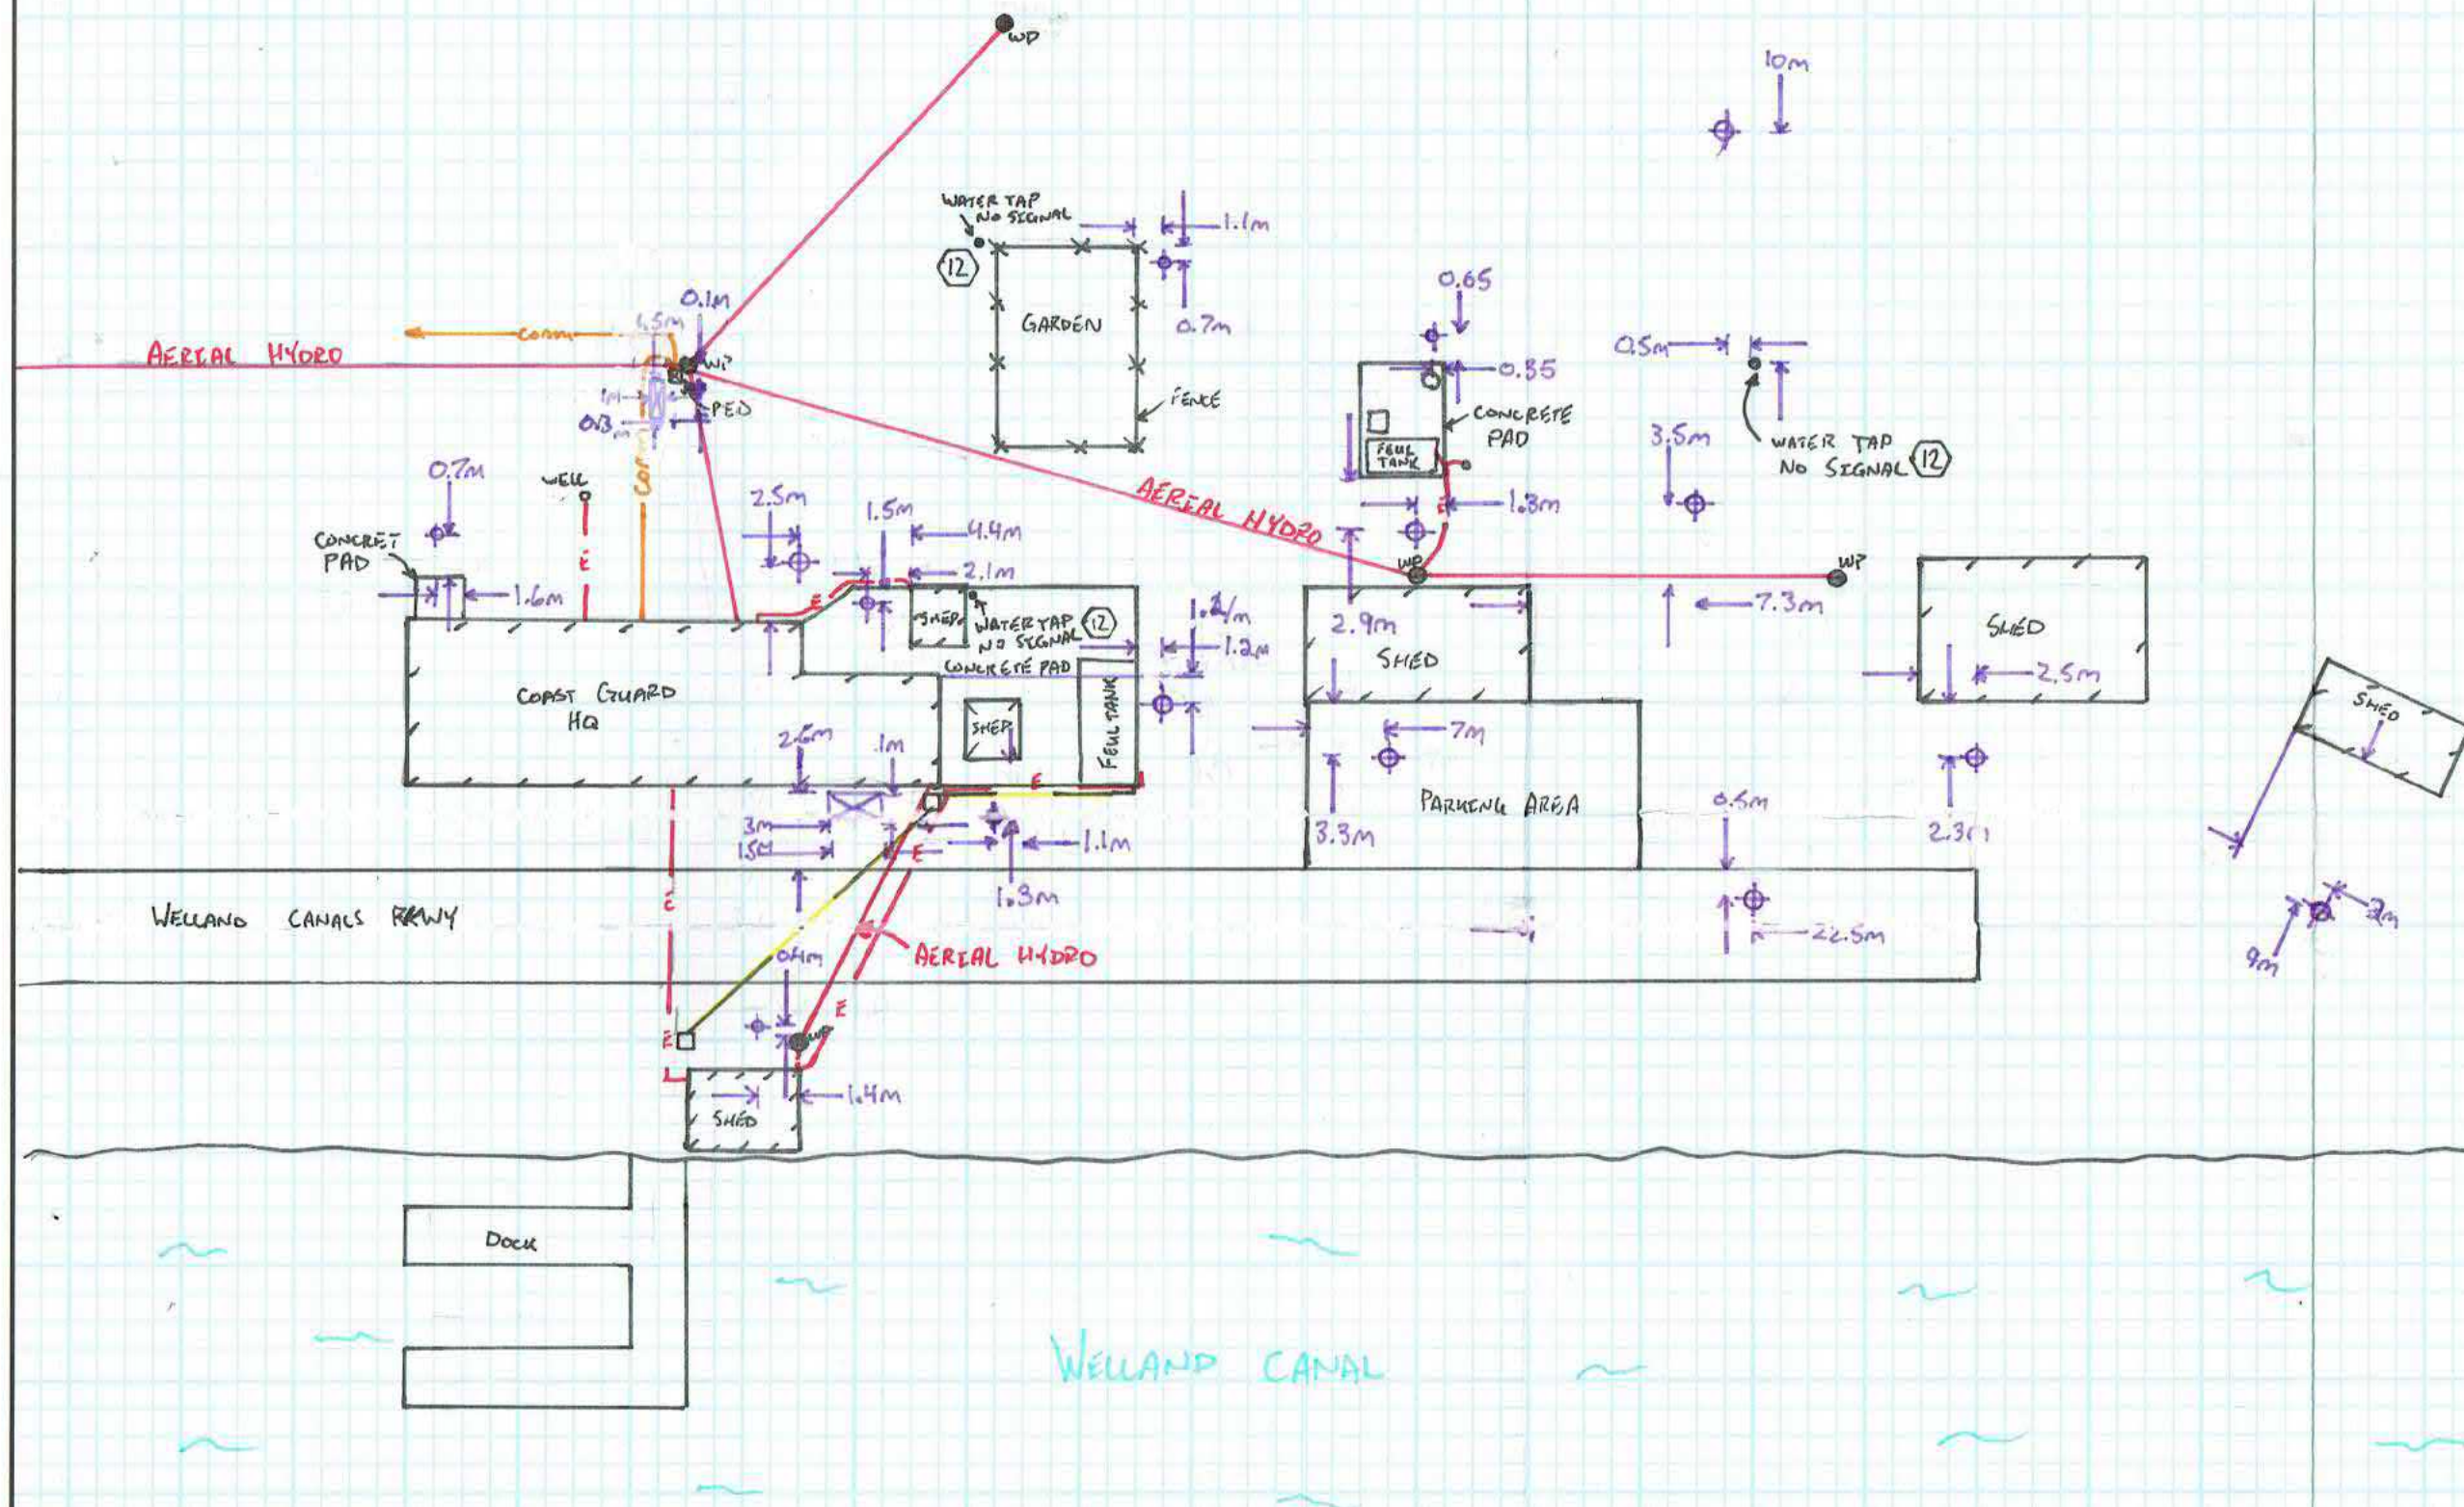 WP
10m
WATER TAP
NO SIGNAL
12
1.1m
0.7m
GARDEN
FENCE
0.65
0.35
CONCRETE
PAD
FEUL
TANK
1.3m
0.5m
WATER TAP
NO SIGNAL 12
3.5m
0.1m
COMM
AERIAL HYDRO
WP
PED
1m
COMM
0.7m
WELL
CONCRET
PAD
1.6m
E
2.5m
1.5m
4.4m
2.1m
E
AERIAL HYDRO
E
WP
WP
7.3m
SHED
WATER TAP 12
NO SIGNAL
CONCRETE PAD
1.2m
2.9m
SHED
SHED
2.5m
SHED
COAST GUARD
HQ
SHED
FEUL TANK
7m
2.6m
1m
E
3m
1.5m
E
1.1m
1.3m
3.3m
PARKING AREA
0.5m
2.3m
WELLAND CANALS PRWY
E
AERIAL HYDRO
22.5m
9m
0.4m
E
E
WP
1.4m
SHED
DOCK
WELLAND CANAL